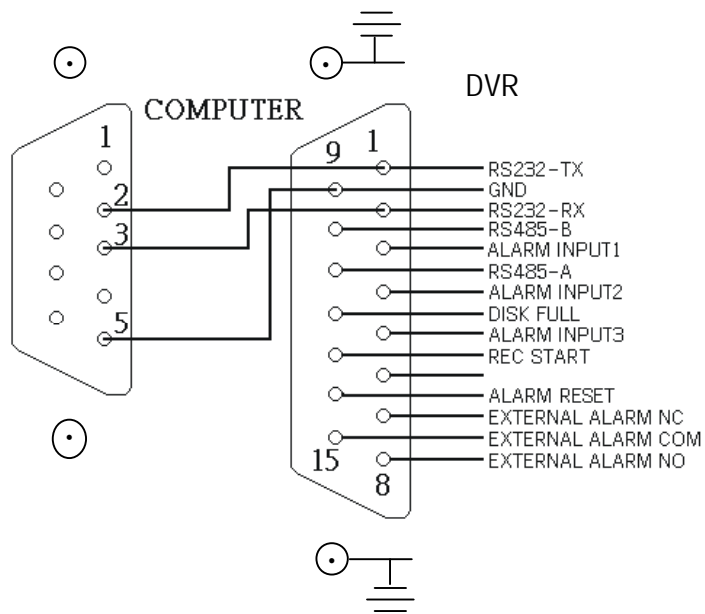 DVR
COMPUTER
1
2
3
5
9 1
15
8
RS232-TX
GND
RS232-RX
RS485-B
ALARM INPUT1
RS485-A
ALARM INPUT2
DISK FULL
ALARM INPUT3
REC START
ALARM RESET
EXTERNAL ALARM NC
EXTERNAL ALARM COM
EXTERNAL ALARM NO